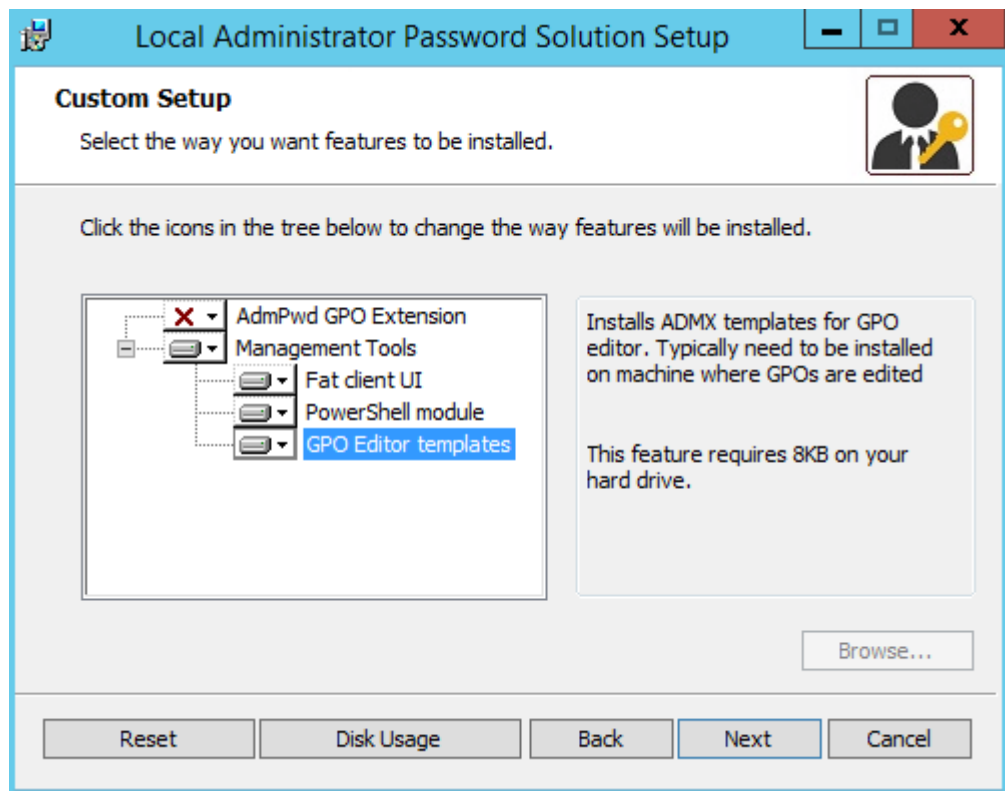 Local Administrator Password Solution Setup
Custom Setup
Select the way you want features to be installed.
Click the icons in the tree below to change the way features will be installed.
AdmPwd GPO Extension
Management Tools
Fat client UI
PowerShell module
GPO Editor templates
Installs ADMX templates for GPO
editor. Typically need to be installed
on machine where GPOs are edited
This feature requires 8KB on your
hard drive.
Browse...
Reset Disk Usage Back Next Cancel